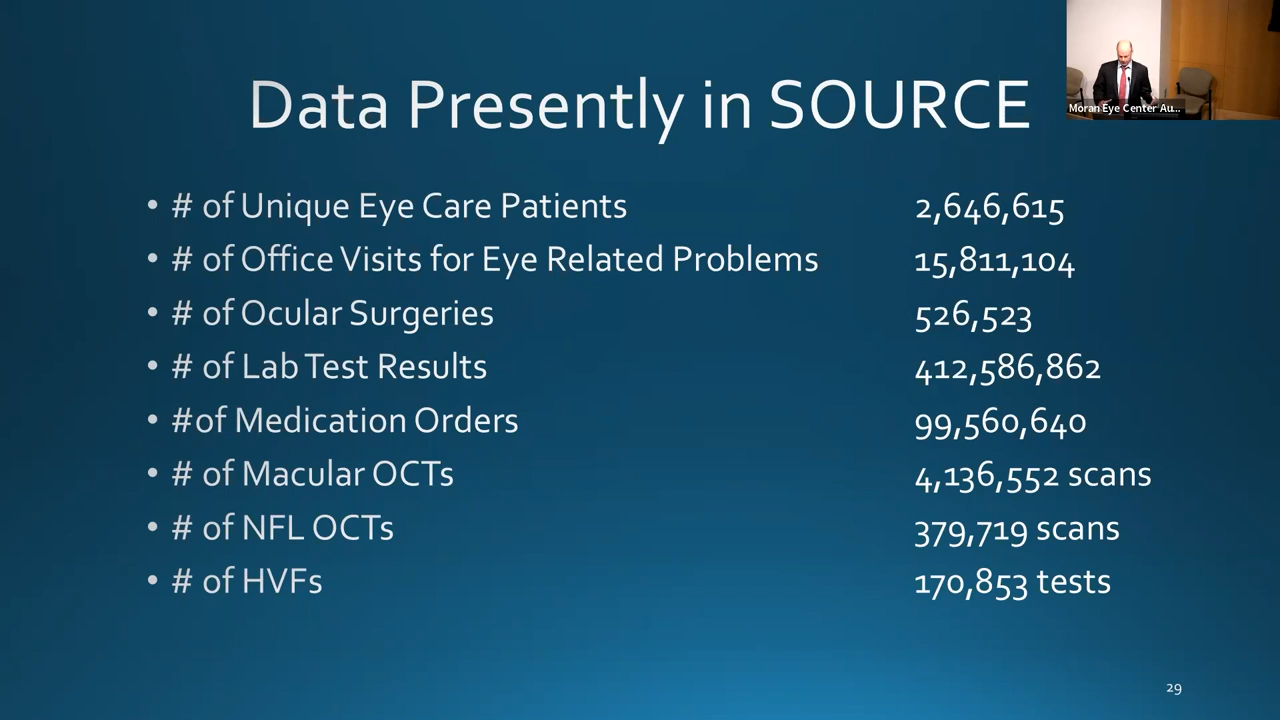 Data Presently in SOURCE
Moran Eye Center Au...
• # of Unique Eye Care Patients 2,646,615
• # of Office Visits for Eye Related Problems 15,811,104
• # of Ocular Surgeries 526,523
• # of Lab Test Results 412,586,862
• #of Medication Orders 99,560,640
• # of Macular OCTs 4,136,552 scans
• # of NFL OCTs 379,719 scans
• # of HVFs 170,853 tests
29